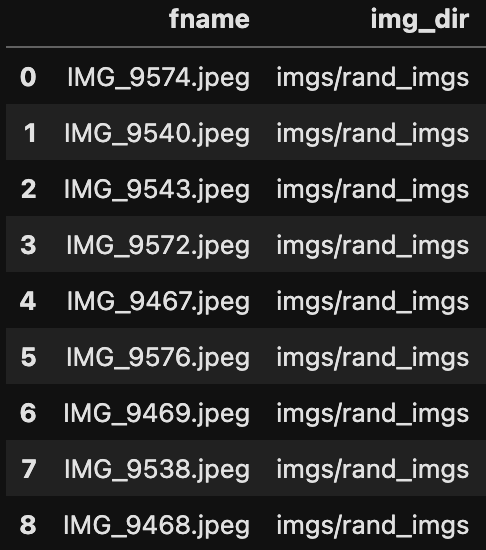 fname img_dir
0 IMG_9574.jpeg imgs/rand_imgs
1 IMG_9540.jpeg imgs/rand_imgs
2 IMG_9543.jpeg imgs/rand_imgs
3 IMG_9572.jpeg imgs/rand_imgs
4 IMG_9467.jpeg imgs/rand_imgs
5 IMG_9576.jpeg imgs/rand_imgs
6 IMG_9469.jpeg imgs/rand_imgs
7 IMG_9538.jpeg imgs/rand_imgs
8 IMG_9468.jpeg imgs/rand_imgs